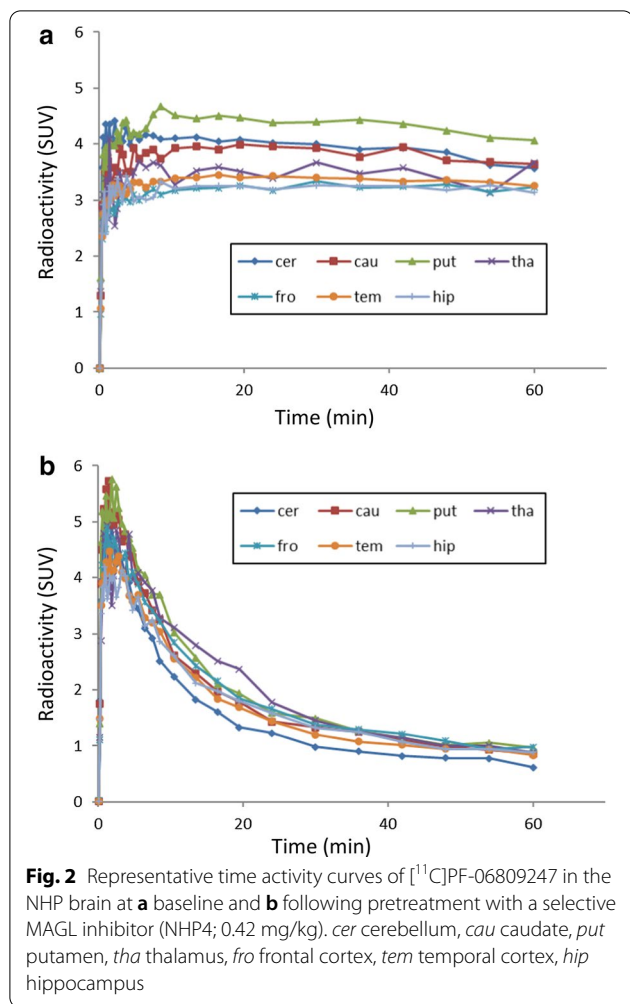 a
6
5
4
3
2
1
0
Radioactivity (SUV)
cer cau put tha
fro tem hip
0 20 40 60
Time (min)
b
6
5
4
3
2
1
0
Radioactivity (SUV)
cer cau put tha
fro tem hip
0 20 40 60
Time (min)
Fig. 2 Representative time activity curves of [¹¹C]PF-06809247 in the
NHP brain at a baseline and b following pretreatment with a selective
MAGL inhibitor (NHP4; 0.42 mg/kg). cer cerebellum, cau caudate, put
putamen, tha thalamus, fro frontal cortex, tem temporal cortex, hip
hippocampus